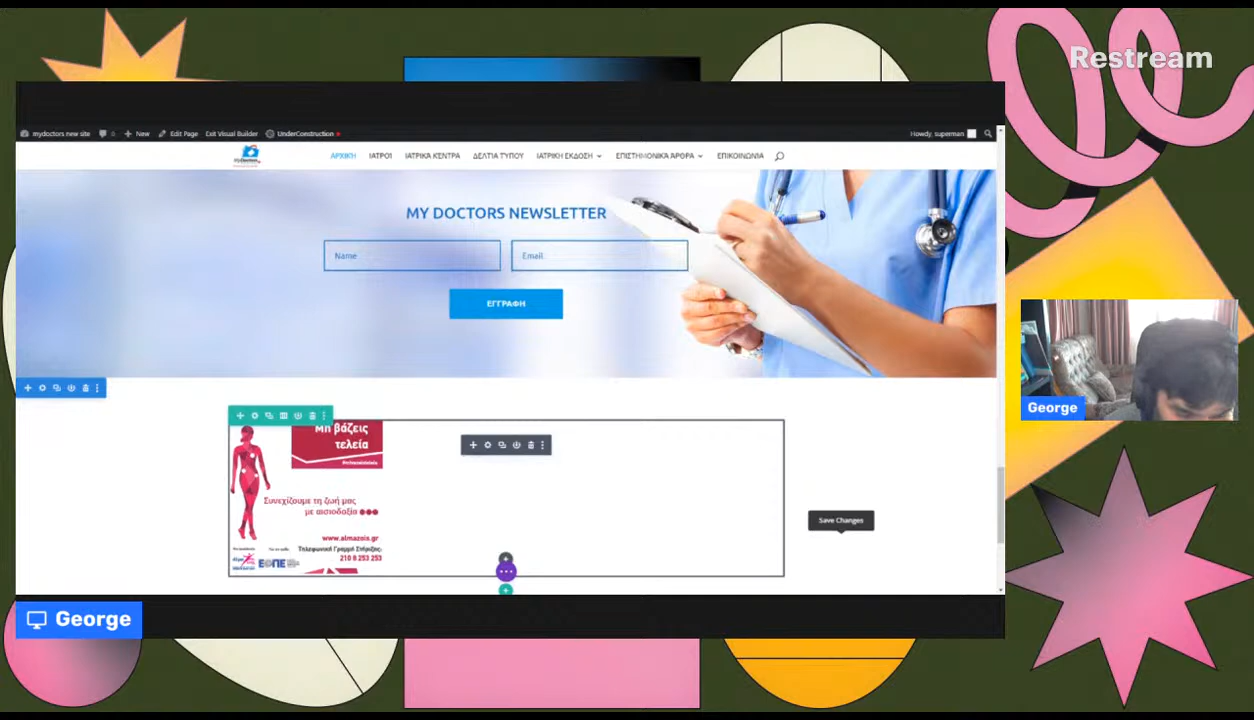 Restream
mydoctors new site
0
New
Edit Page
Exit Visual Builder
UnderConstruction
Howdy, superman
ΑΡΧΙΚΗ
ΙΑΤΡΟΙ
ΙΑΤΡΙΚΑ ΚΕΝΤΡΑ
ΔΕΛΤΙΑ ΤΥΠΟΥ
ΙΑΤΡΙΚΗ ΕΚΔΟΣΗ
ΕΠΙΣΤΗΜΟΝΙΚΑ ΑΡΘΡΑ
ΕΠΙΚΟΙΝΩΝΙΑ
MY DOCTORS NEWSLETTER
Name
Email
ΕΓΓΡΑΦΗ
George
Μη βάζεις
τελεία
Συνεχίζουμε τη ζωή μας
με αισιοδοξία
www.almazois.gr
Τηλεφωνική Γραμμή Στήριξης:
210 8 253 253
ΕΟΠΕ
Save Changes
George